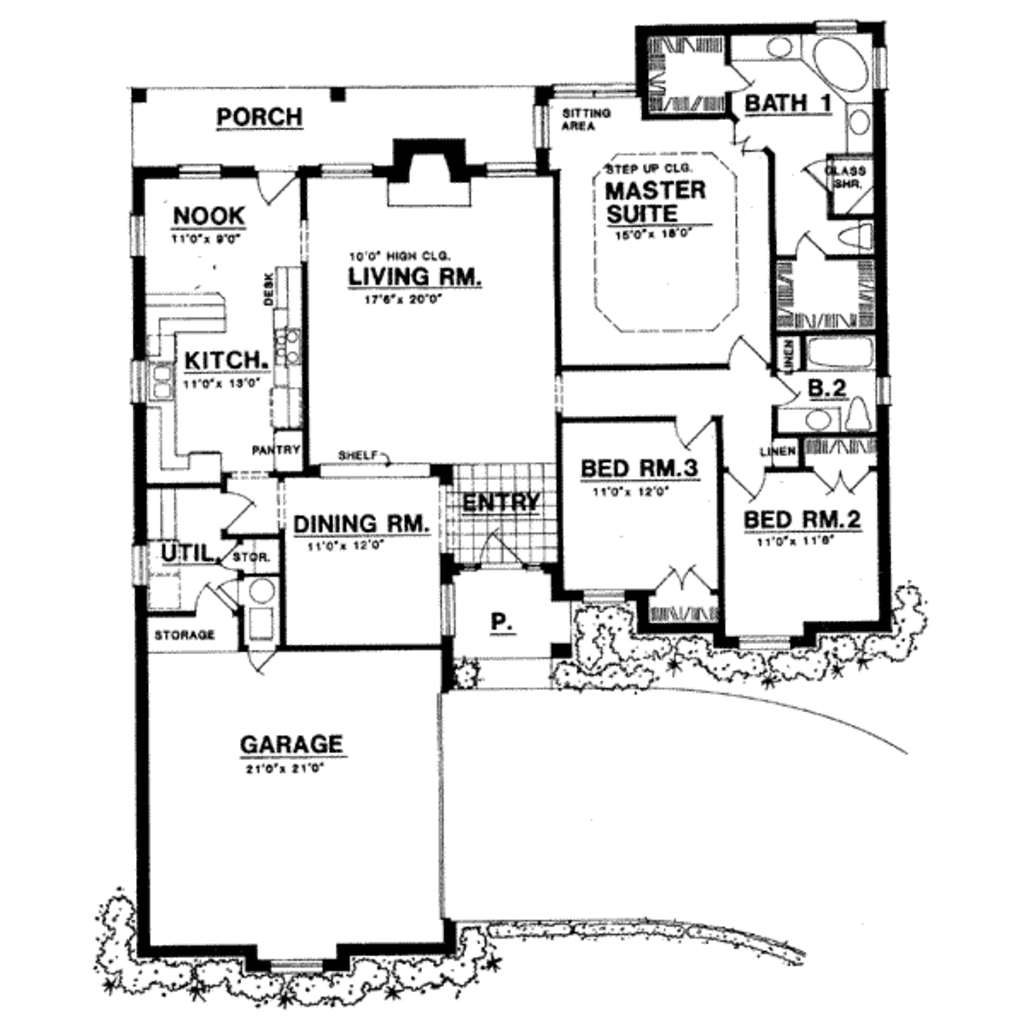 PORCH
SITTING
AREA
BATH 1
GLASS
SHR.
STEP UP CLG.
MASTER
SUITE
15'0" x 18'0"
NOOK
11'0" x 9'0"
10'0" HIGH CLG.
LIVING RM.
17'6" x 20'0"
DESK
KITCH.
11'0" x 13'0"
LINEN
B.2
PANTRY
SHELF
LINEN
BED RM.3
11'0" x 12'0"
ENTRY
DINING RM.
11'0" x 12'0"
BED RM.2
11'0" x 11'8"
UTIL.
STOR.
P.
STORAGE
GARAGE
21'0" x 21'0"